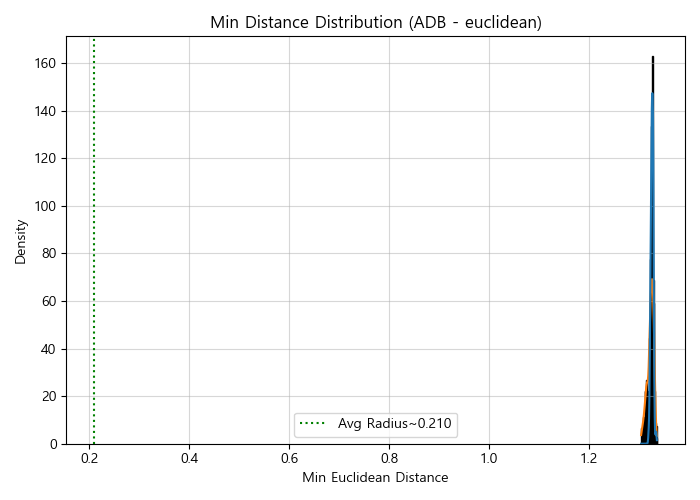 Min Distance Distribution (ADB - euclidean)
160
140
120
100
80
60
40
20
0
Density
Avg Radius~0.210
0.2 0.4 0.6 0.8 1.0 1.2
Min Euclidean Distance